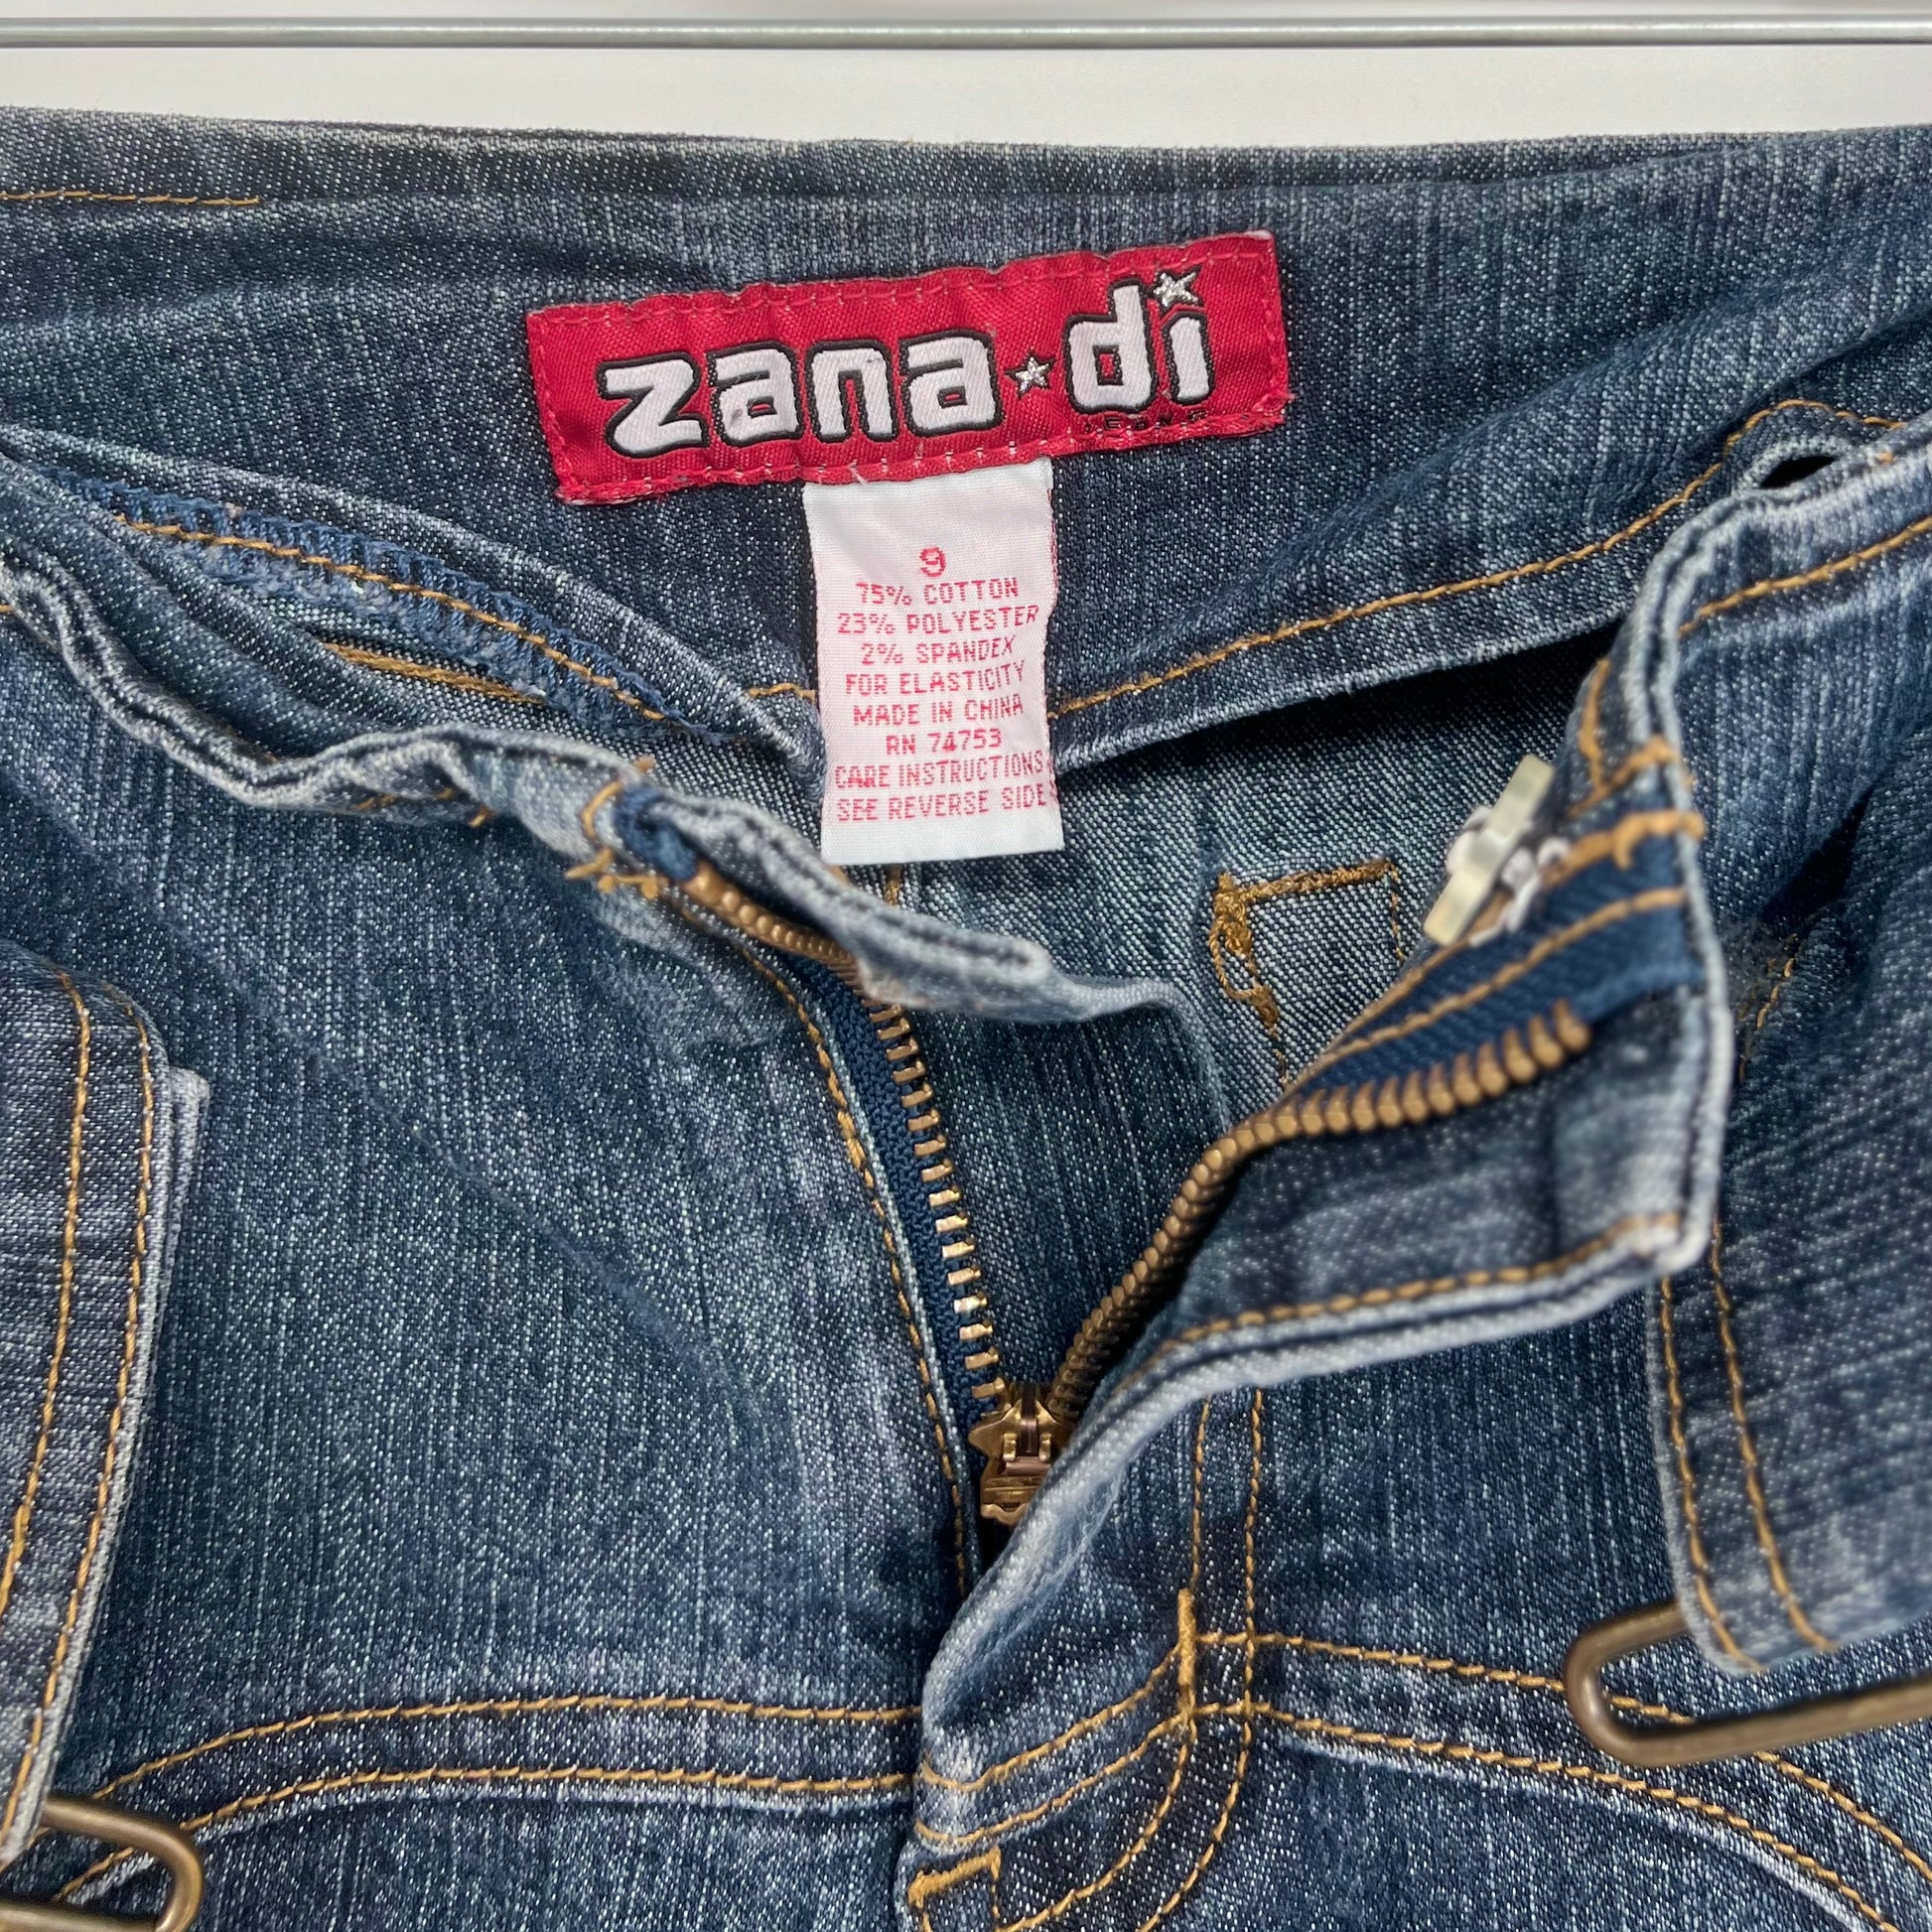 zana di
JEANS
9
75% COTTON
23% POLYESTER
2% SPANDEX
FOR ELASTICITY
MADE IN CHINA
RN 74753
CARE INSTRUCTIONS
SEE REVERSE SIDE